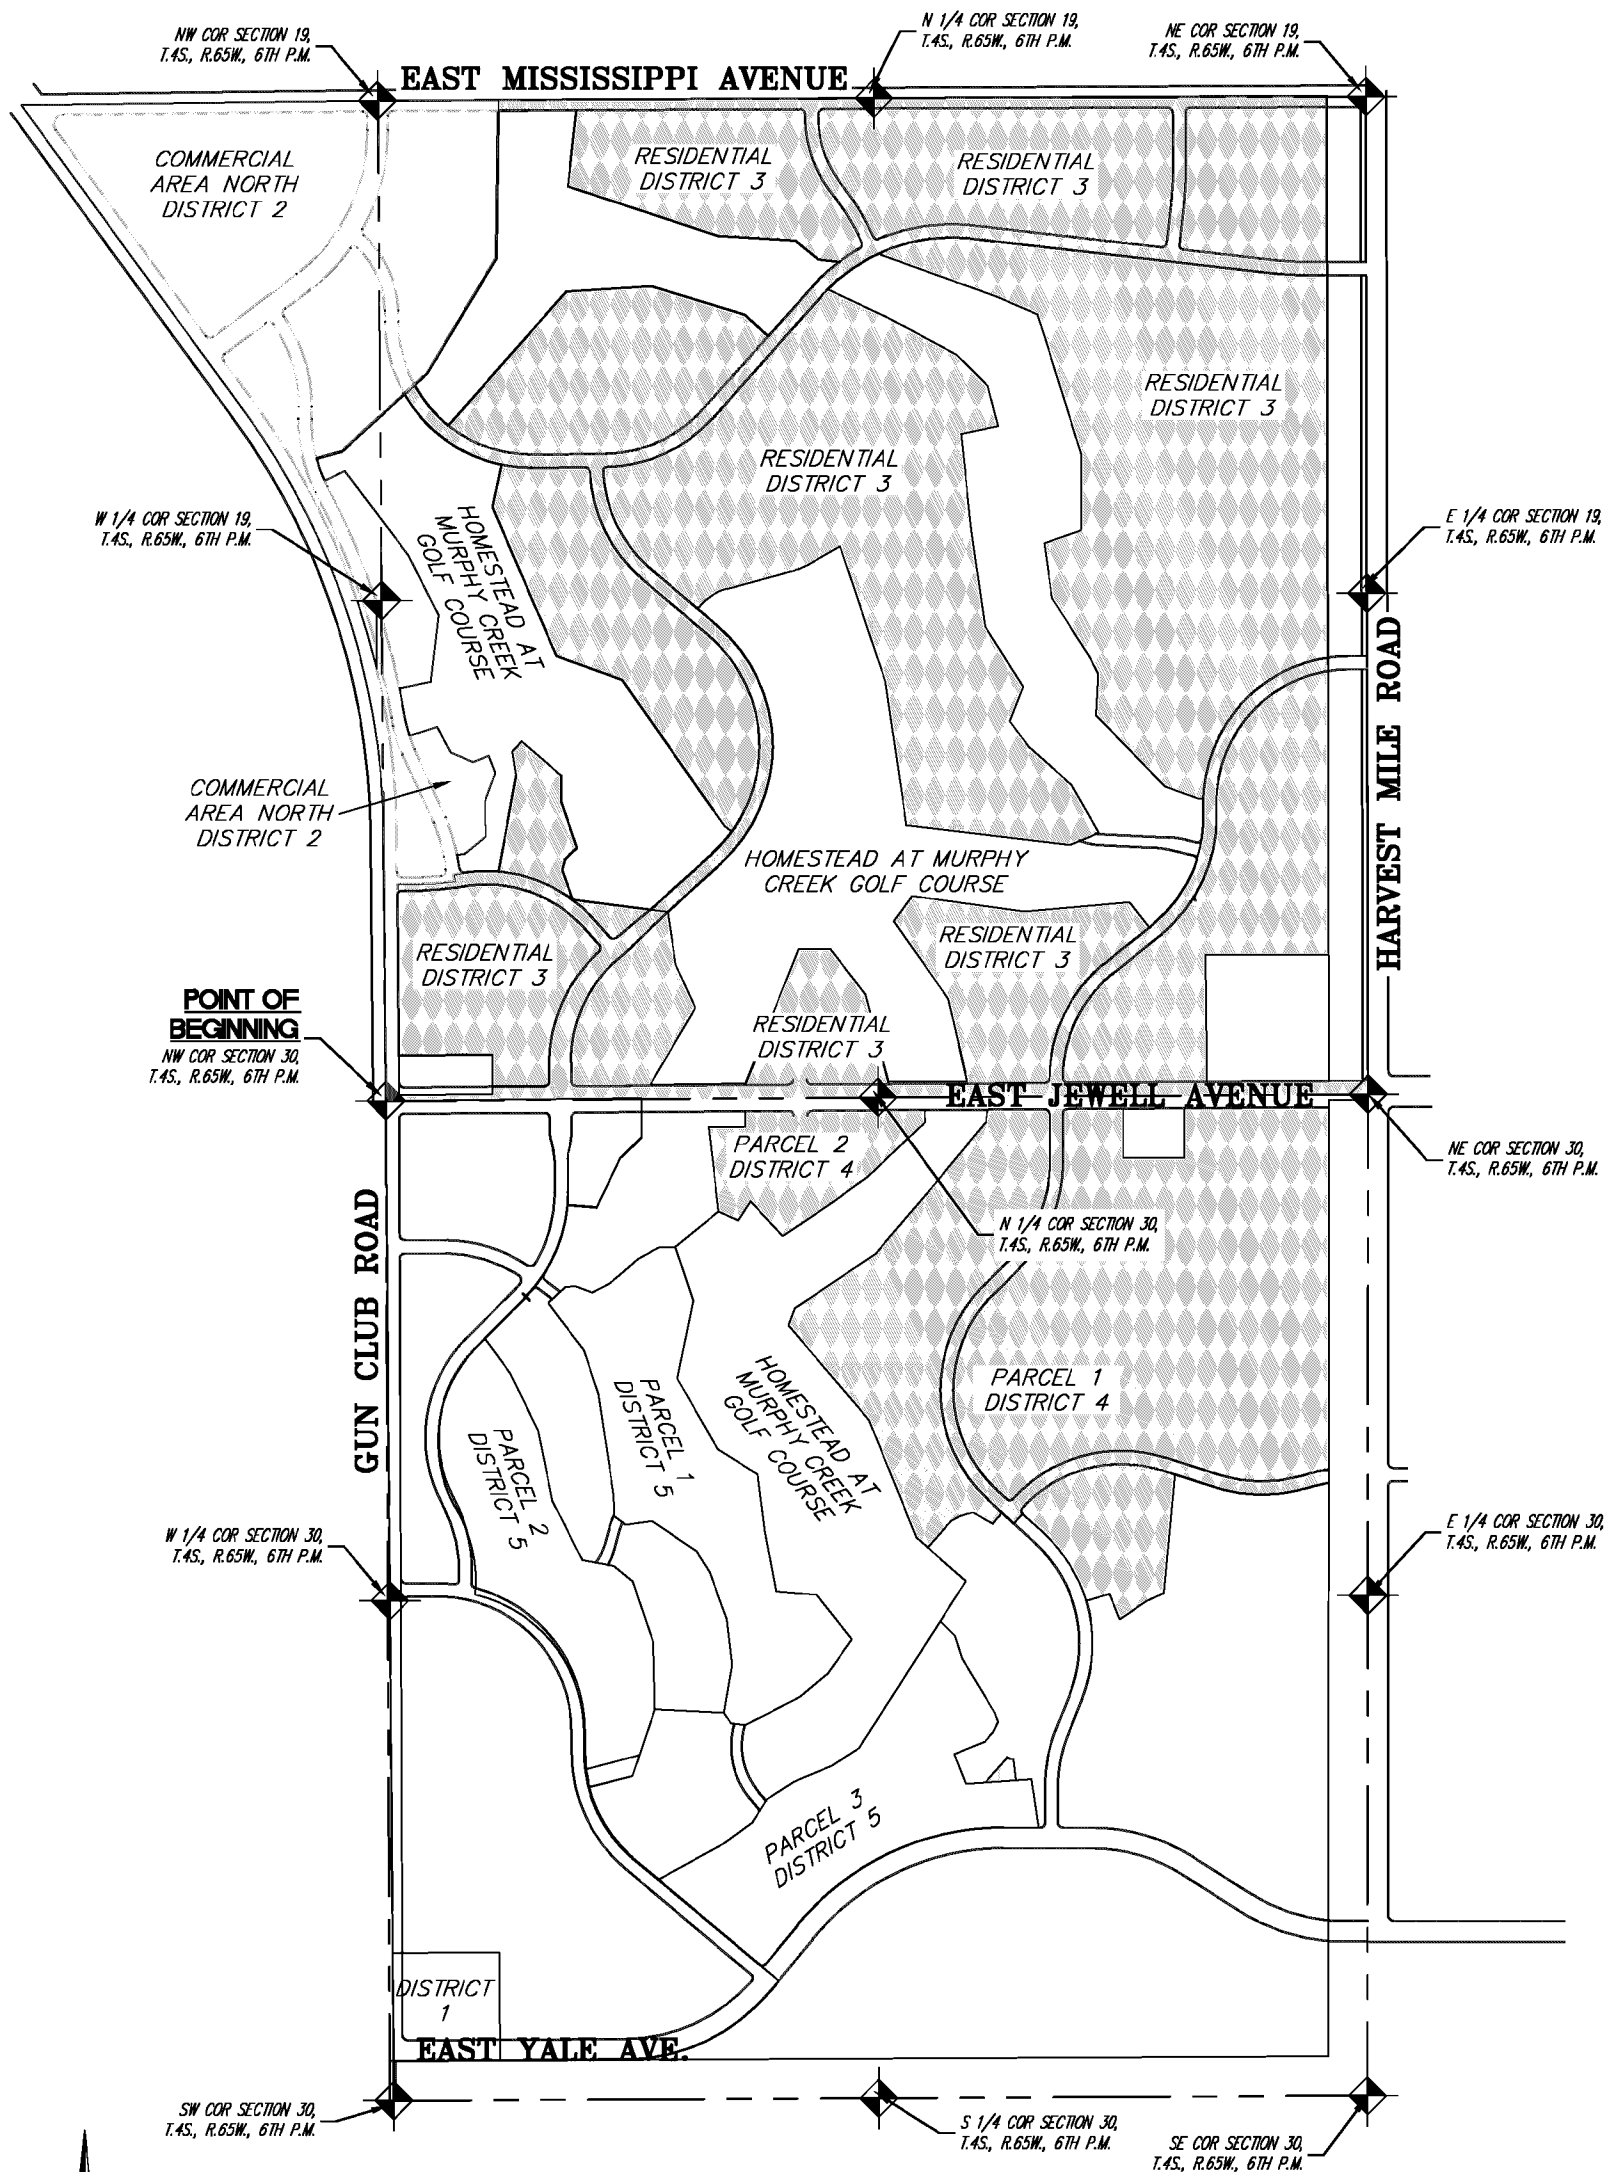 NW COR SECTION 19,
T.4S., R.65W., 6TH P.M.
N 1/4 COR SECTION 19,
T.4S., R.65W., 6TH P.M.
NE COR SECTION 19,
T.4S., R.65W., 6TH P.M.
EAST MISSISSIPPI AVENUE
COMMERCIAL
AREA NORTH
DISTRICT 2
RESIDENTIAL
DISTRICT 3
RESIDENTIAL
DISTRICT 3
RESIDENTIAL
DISTRICT 3
RESIDENTIAL
DISTRICT 3
W 1/4 COR SECTION 19,
T.4S., R.65W., 6TH P.M.
HOMESTEAD AT
MURPHY CREEK
GOLF COURSE
E 1/4 COR SECTION 19,
T.4S., R.65W., 6TH P.M.
HARVEST MILE ROAD
COMMERCIAL
AREA NORTH
DISTRICT 2
HOMESTEAD AT MURPHY
CREEK GOLF COURSE
RESIDENTIAL
DISTRICT 3
RESIDENTIAL
DISTRICT 3
RESIDENTIAL
DISTRICT 3
POINT OF
BEGINNING
NW COR SECTION 30,
T.4S., R.65W., 6TH P.M.
EAST JEWELL AVENUE
PARCEL 2
DISTRICT 4
NE COR SECTION 30,
T.4S., R.65W., 6TH P.M.
N 1/4 COR SECTION 30,
T.4S., R.65W., 6TH P.M.
GUN CLUB ROAD
PARCEL 1
DISTRICT 4
HOMESTEAD AT
MURPHY CREEK
GOLF COURSE
PARCEL 1
DISTRICT 5
PARCEL 2
DISTRICT 5
W 1/4 COR SECTION 30,
T.4S., R.65W., 6TH P.M.
E 1/4 COR SECTION 30,
T.4S., R.65W., 6TH P.M.
PARCEL 3
DISTRICT 5
DISTRICT
1
EAST YALE AVE.
SW COR SECTION 30,
T.4S., R.65W., 6TH P.M.
S 1/4 COR SECTION 30,
T.4S., R.65W., 6TH P.M.
SE COR SECTION 30,
T.4S., R.65W., 6TH P.M.